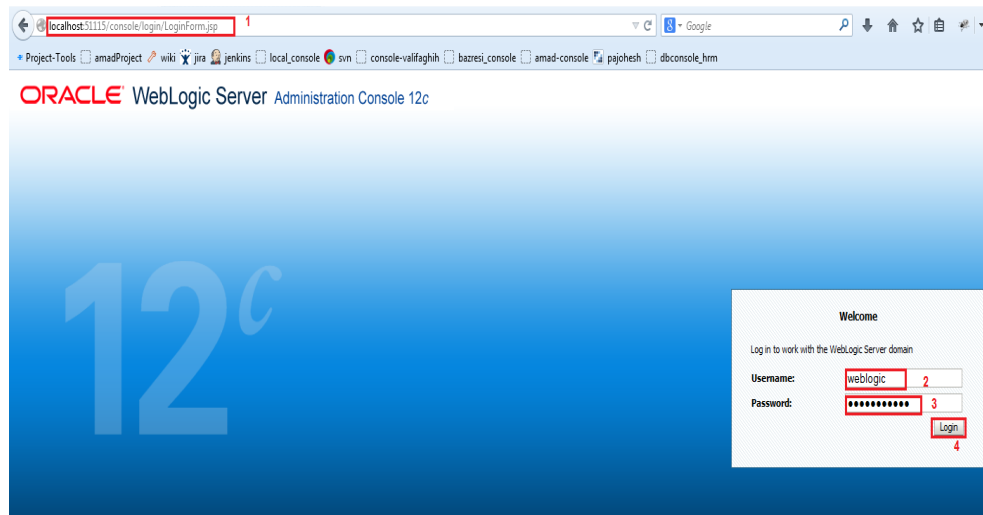 localhost:51115/console/login/LoginForm.jsp 1
8 Google
Project-Tools amadProject wiki jira jenkins local_console svn console-valifaghih bazresi_console amad-console pajohesh dbconsole_hrm
ORACLE WebLogic Server Administration Console 12c
12c
Welcome
Log in to work with the WebLogic Server domain
Username: weblogic 2
Password: ●●●●●●●●●●● 3
Login
4